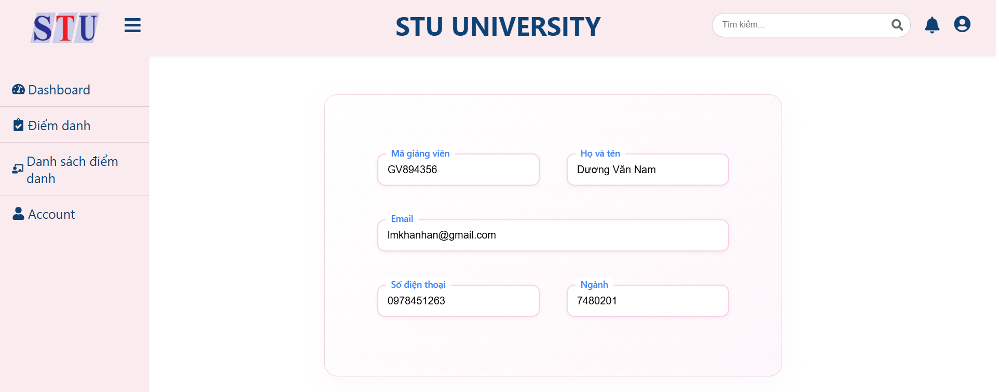 STU
STU UNIVERSITY
Tìm kiếm...
Dashboard
Điểm danh
Danh sách điểm
danh
Account
Mã giảng viên
GV894356
Họ và tên
Dương Văn Nam
Email
lmkhanhan@gmail.com
Số điện thoại
0978451263
Ngành
7480201